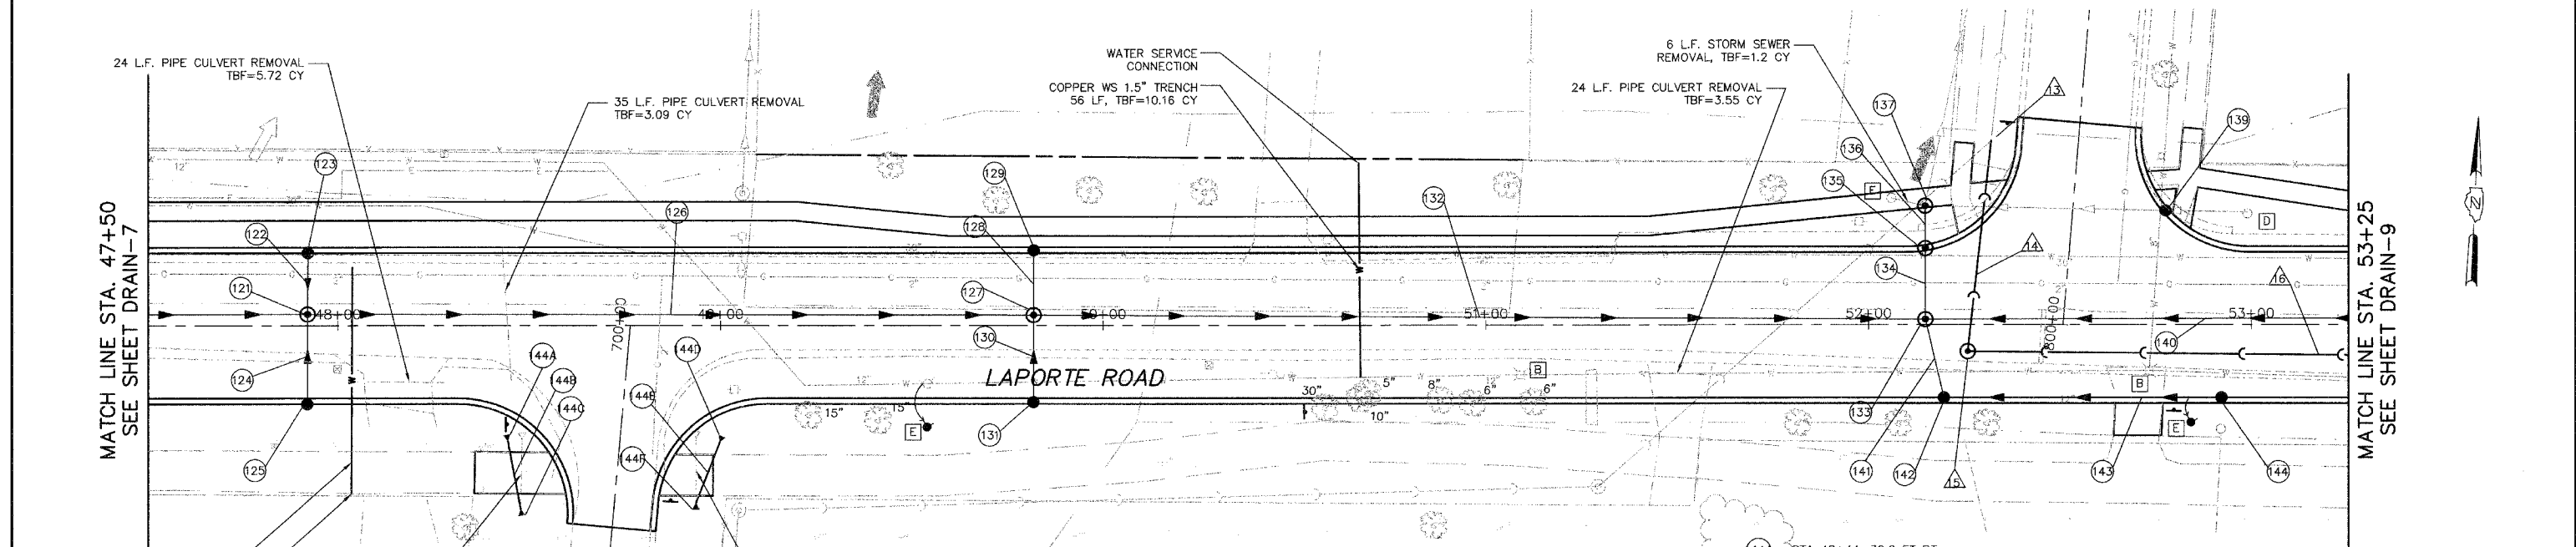 24 L.F. PIPE CULVERT REMOVAL
TBF=5.72 CY
35 L.F. PIPE CULVERT REMOVAL
TBF=3.09 CY
WATER SERVICE
CONNECTION
COPPER WS 1.5" TRENCH
56 LF, TBF=10.16 CY
6 L.F. STORM SEWER
REMOVAL, TBF=1.2 CY
24 L.F. PIPE CULVERT REMOVAL
TBF=3.55 CY
MATCH LINE STA. 47+50
SEE SHEET DRAIN-7
MATCH LINE STA. 53+25
SEE SHEET DRAIN-9
N
13
137
139
136
123
129
135
F
12"
132
126
D
122
128
14
134
16
121
127
48+00
51+00
52+00
53+00
700+00
800+00
130
140
144A
144D
124
144B
LAPORTE ROAD
B
B
144E
144C
15"
15"
30"
5"
8"
6"
6"
10"
12"
E
131
133
E
144F
125
141
142
15
143
144